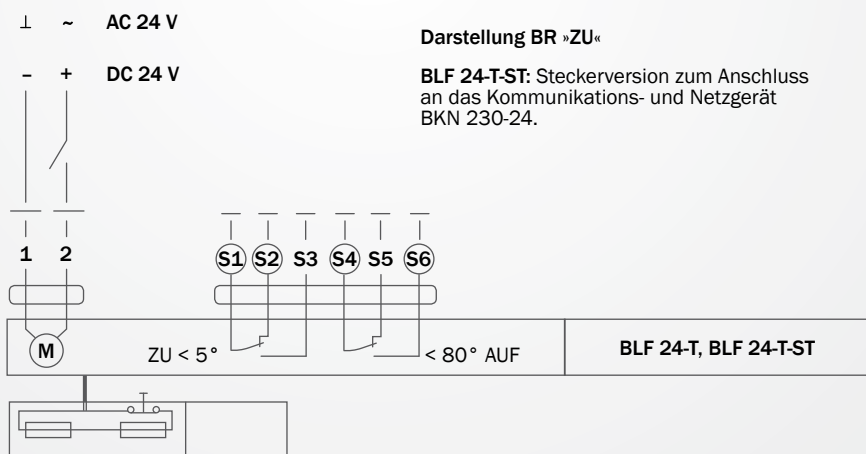 ⊥ ~ AC 24 V
– + DC 24 V
Darstellung BR »ZU«
BLF 24-T-ST: Steckerversion zum Anschluss
an das Kommunikations- und Netzgerät
BKN 230-24.
1 2 S1 S2 S3 S4 S5 S6
M ZU < 5° < 80° AUF BLF 24-T, BLF 24-T-ST